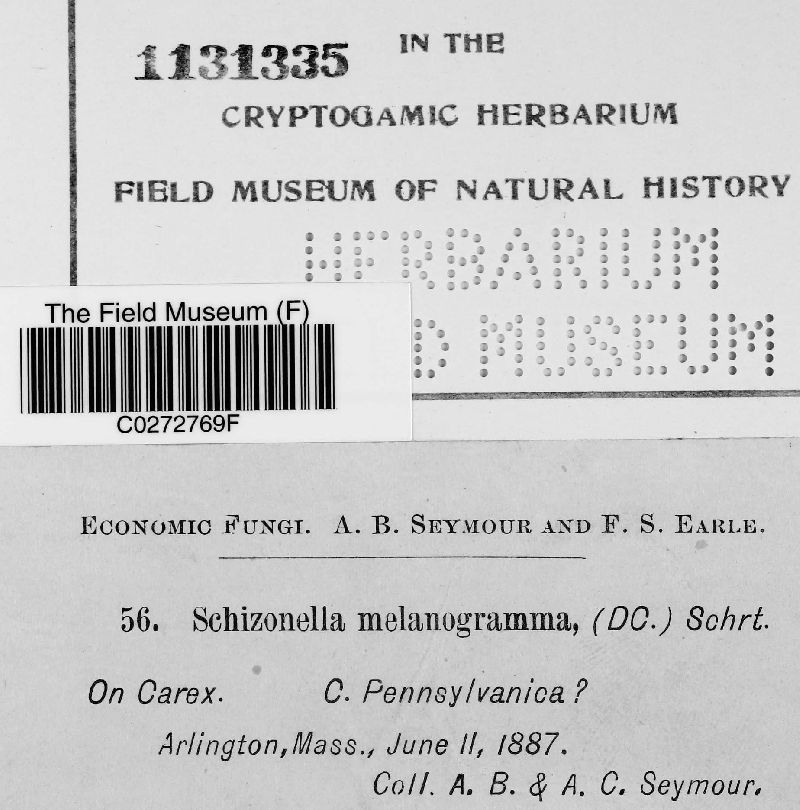 1131335 IN THE
CRYPTOGAMIC HERBARIUM
FIELD MUSEUM OF NATURAL HISTORY
HERBARIUM
D MUSEUM
The Field Museum (F)
C0272769F
ECONOMIC FUNGI. A. B. SEYMOUR AND F. S. EARLE.
56. Schizonella melanogramma, (DC.) Schrt.
On Carex. C. Pennsylvanica?
Arlington, Mass., June 11, 1887.
Coll. A. B. & A. C. Seymour.